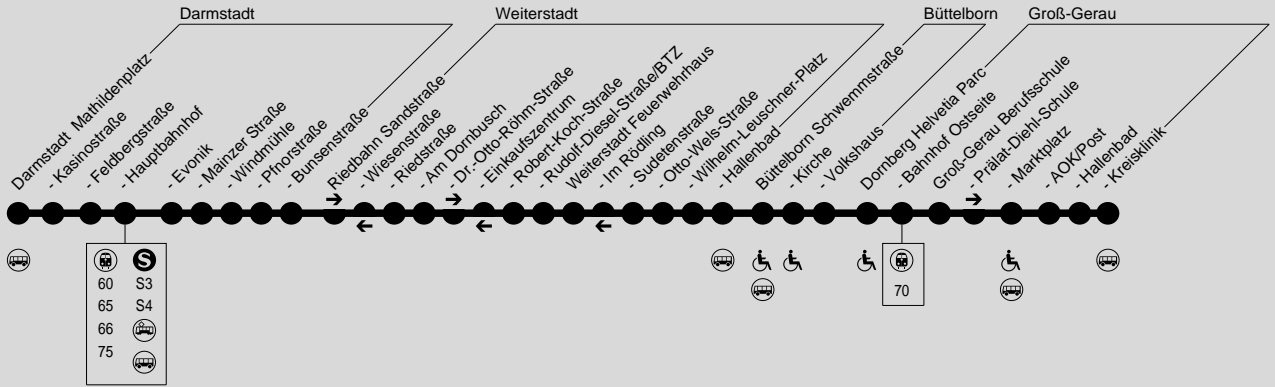 Darmstadt
Weiterstadt
Büttelborn
Groß-Gerau
Darmstadt Mathildenplatz
- Kasinostraße
- Feldbergstraße
- Hauptbahnhof
- Evonik
- Mainzer Straße
- Windmühle
- Pfnorstraße
- Bunsenstraße
Riedbahn Sandstraße
- Wiesenstraße
- Riedstraße
- Am Dornbusch
- Dr.-Otto-Röhm-Straße
- Einkaufszentrum
- Robert-Koch-Straße
- Rudolf-Diesel-Straße/BTZ
Weiterstadt Feuerwehrhaus
- Im Rödling
- Sudetenstraße
- Otto-Wels-Straße
- Wilhelm-Leuschner-Platz
- Hallenbad
Büttelborn Schwemmstraße
- Kirche
- Volkshaus
Dornberg Helvetia Parc
- Bahnhof Ostseite
Groß-Gerau Berufsschule
- Prälat-Diehl-Schule
- Marktplatz
- AOK/Post
- Hallenbad
- Kreisklinik
S
60 S3
65 S4
66
75
70